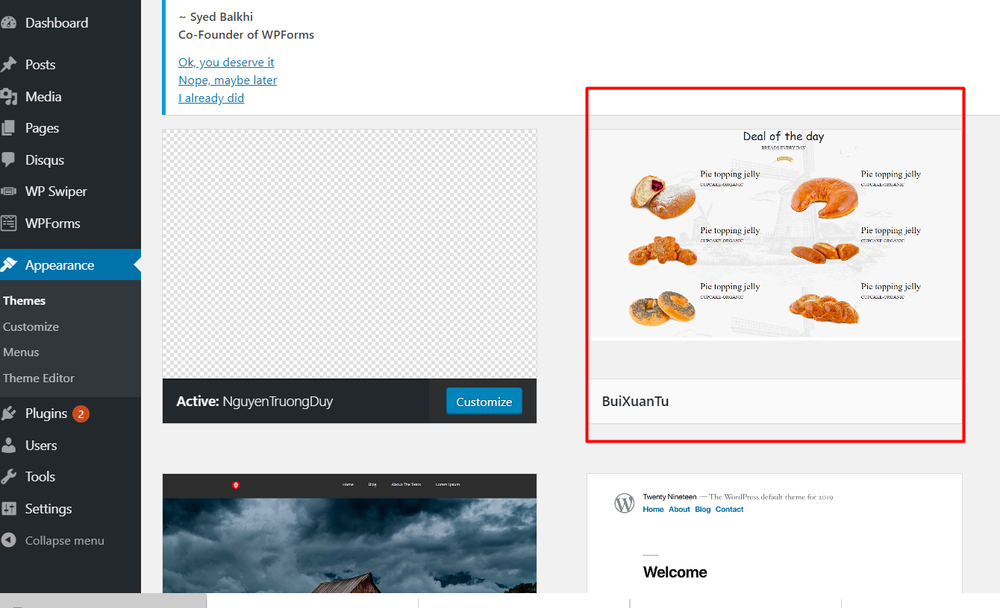 Dashboard
Posts
Media
Pages
Disqus
WP Swiper
WPForms
Appearance
Themes
Customize
Menus
Theme Editor
Plugins 2
Users
Tools
Settings
Collapse menu
~ Syed Balkhi
Co-Founder of WPForms
Ok, you deserve it
Nope, maybe later
I already did
Active: NguyenTruongDuy
Customize
Deal of the day
BREADS EVERY DAY
Pie topping jelly
CUPCAKE-ORGANIC
Pie topping jelly
CUPCAKE-ORGANIC
Pie topping jelly
CUPCAKE-ORGANIC
Pie topping jelly
CUPCAKE-ORGANIC
Pie topping jelly
CUPCAKE-ORGANIC
Pie topping jelly
CUPCAKE-ORGANIC
BuiXuanTu
Home Blog About The Tests Lorem Ipsum
Twenty Nineteen — The WordPress default theme for 2019
Home About Blog Contact
Welcome